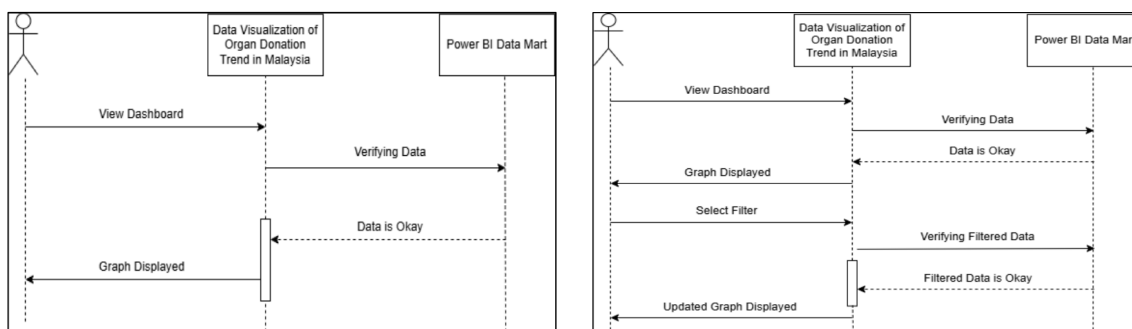 Data Visualization of
Organ Donation
Trend in Malaysia
Power BI Data Mart
View Dashboard
Verifying Data
Data is Okay
Graph Displayed
Data Visualization of
Organ Donation
Trend in Malaysia
Power BI Data Mart
View Dashboard
Verifying Data
Data is Okay
Graph Displayed
Select Filter
Verifying Filtered Data
Filtered Data is Okay
Updated Graph Displayed